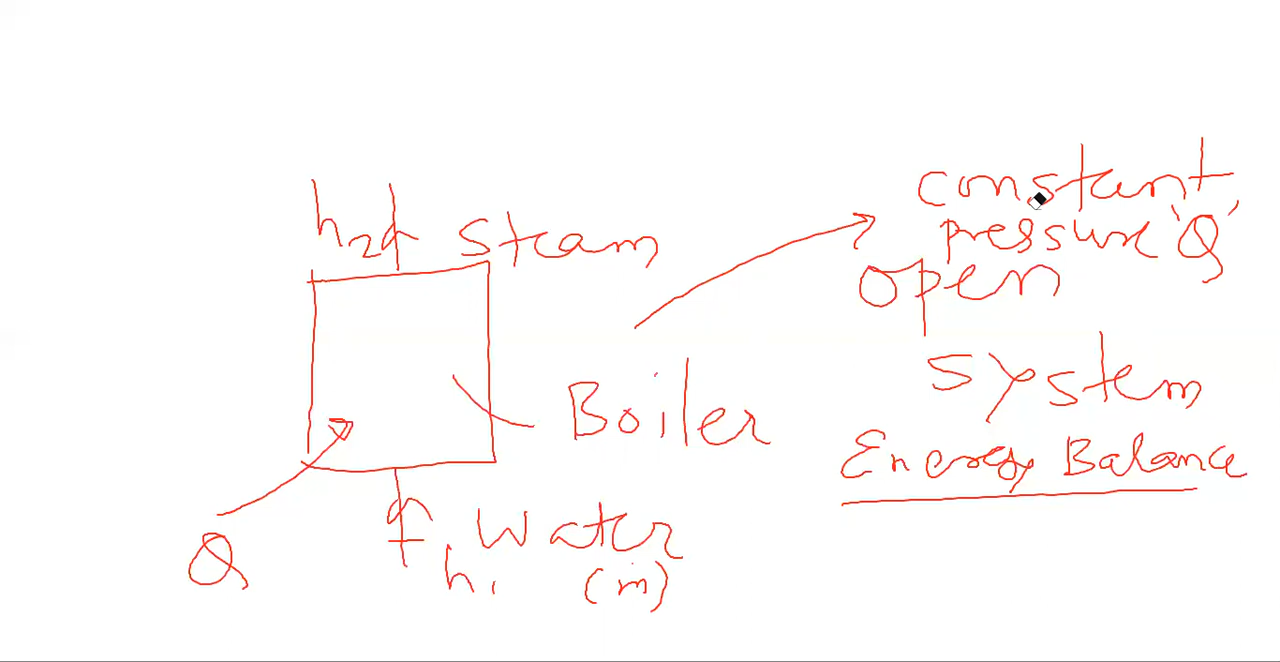 constant
pressure 'Q'
open
system
Energy Balance
h2 steam
Boiler
Q
Water
h1 (ṁ)